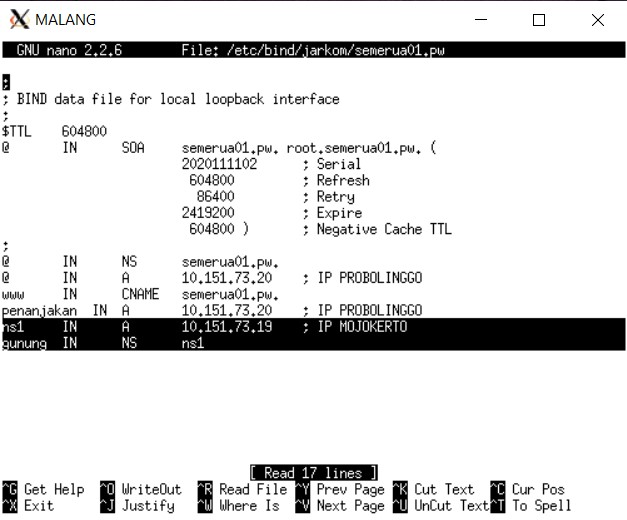 MALANG
GNU nano 2.2.6 File: /etc/bind/jarkom/semerua01.pw
;
; BIND data file for local loopback interface
;
$TTL 604800
@ IN SOA semerua01.pw. root.semerua01.pw. (
2020111102 ; Serial
604800 ; Refresh
86400 ; Retry
2419200 ; Expire
604800 ) ; Negative Cache TTL
;
@ IN NS semerua01.pw.
@ IN A 10.151.73.20 ; IP PROBOLINGGO
www IN CNAME semerua01.pw.
penanjakan IN A 10.151.73.20 ; IP PROBOLINGGO
ns1 IN A 10.151.73.19 ; IP MOJOKERTO
gunung IN NS ns1
[ Read 17 lines ]
^G Get Help ^O WriteOut ^R Read File ^Y Prev Page ^K Cut Text ^C Cur Pos
^X Exit ^J Justify ^W Where Is ^V Next Page ^U UnCut Text ^T To Spell